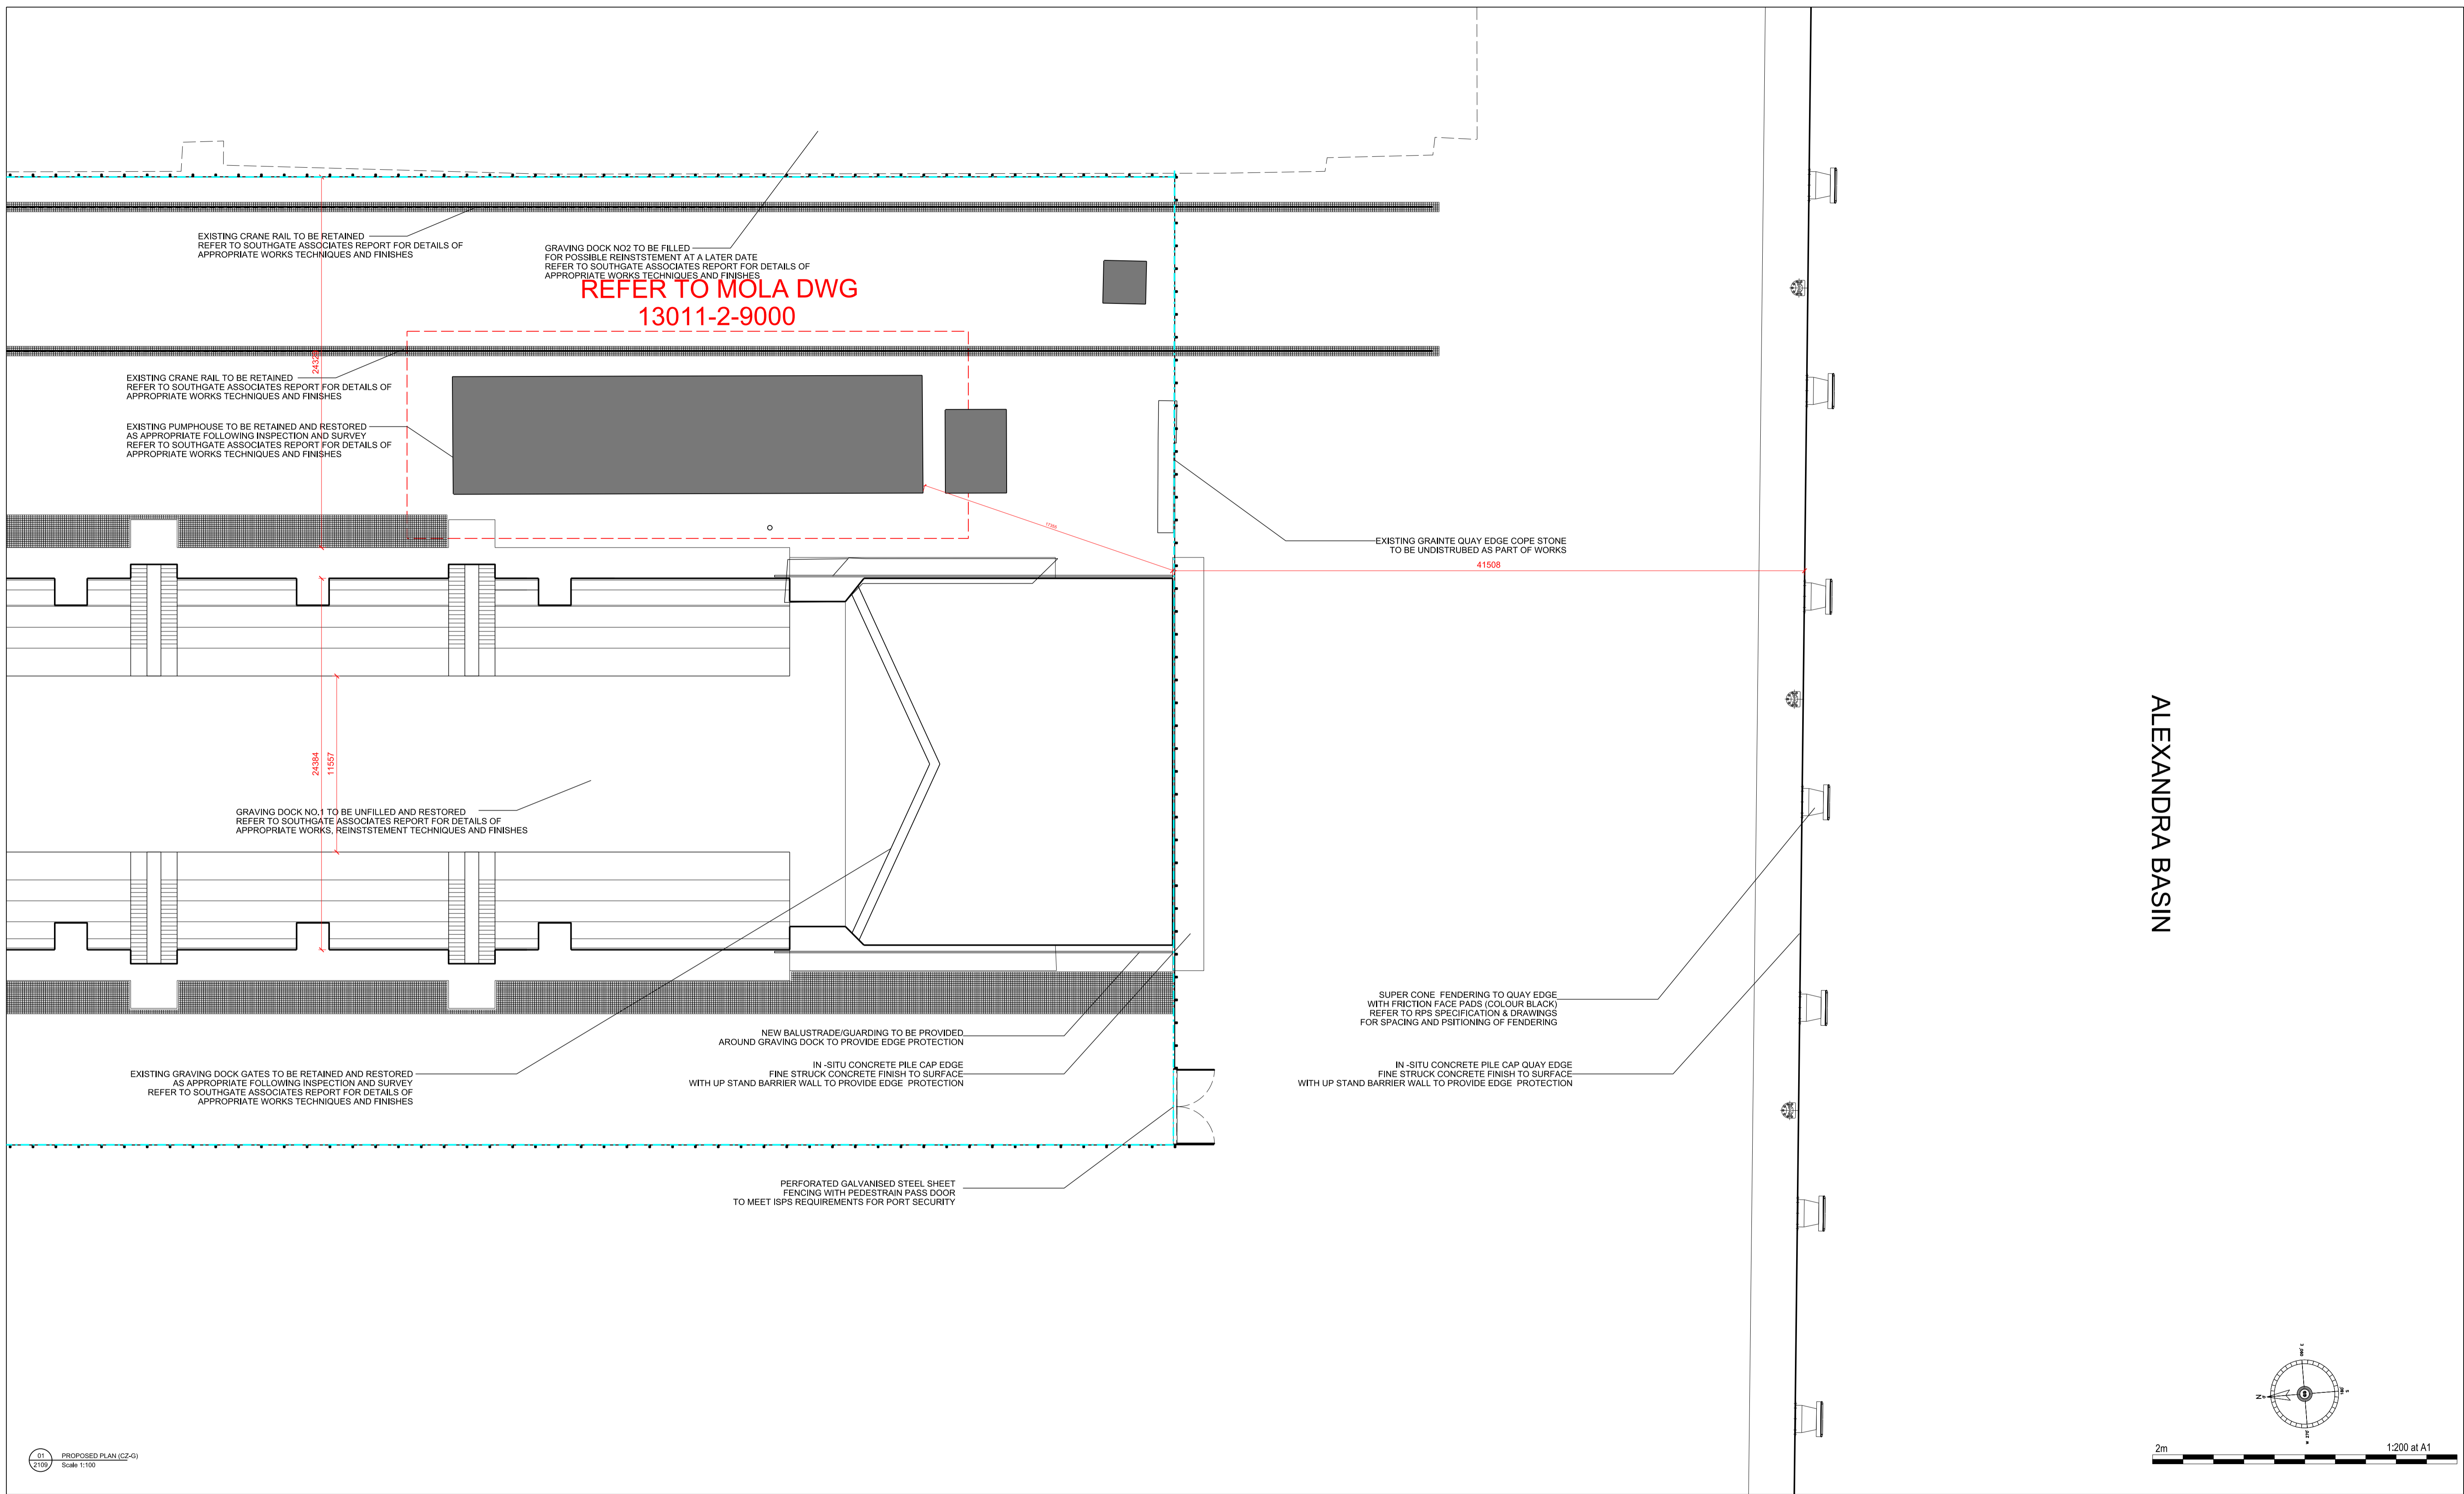 EXISTING CRANE RAIL TO BE RETAINED
REFER TO SOUTHGATE ASSOCIATES REPORT FOR DETAILS OF
APPROPRIATE WORKS TECHNIQUES AND FINISHES
GRAVING DOCK NO2 TO BE FILLED
FOR POSSIBLE REINSTSTEMENT AT A LATER DATE
REFER TO SOUTHGATE ASSOCIATES REPORT FOR DETAILS OF
APPROPRIATE WORKS TECHNIQUES AND FINISHES
REFER TO MOLA DWG
13011-2-9000
EXISTING CRANE RAIL TO BE RETAINED
REFER TO SOUTHGATE ASSOCIATES REPORT FOR DETAILS OF
APPROPRIATE WORKS TECHNIQUES AND FINISHES
EXISTING PUMPHOUSE TO BE RETAINED AND RESTORED
AS APPROPRIATE FOLLOWING INSPECTION AND SURVEY
REFER TO SOUTHGATE ASSOCIATES REPORT FOR DETAILS OF
APPROPRIATE WORKS TECHNIQUES AND FINISHES
EXISTING GRAINTE QUAY EDGE COPE STONE
TO BE UNDISTRUBED AS PART OF WORKS
41508
24384
11557
GRAVING DOCK NO.1 TO BE UNFILLED AND RESTORED
REFER TO SOUTHGATE ASSOCIATES REPORT FOR DETAILS OF
APPROPRIATE WORKS, REINSTSTEMENT TECHNIQUES AND FINISHES
ALEXANDRA BASIN
SUPER CONE FENDERING TO QUAY EDGE
WITH FRICTION FACE PADS (COLOUR BLACK)
REFER TO RPS SPECIFICATION & DRAWINGS
FOR SPACING AND PSITIONING OF FENDERING
NEW BALUSTRADE/GUARDING TO BE PROVIDED
AROUND GRAVING DOCK TO PROVIDE EDGE PROTECTION
IN -SITU CONCRETE PILE CAP EDGE
FINE STRUCK CONCRETE FINISH TO SURFACE
WITH UP STAND BARRIER WALL TO PROVIDE EDGE PROTECTION
IN -SITU CONCRETE PILE CAP QUAY EDGE
FINE STRUCK CONCRETE FINISH TO SURFACE
WITH UP STAND BARRIER WALL TO PROVIDE EDGE PROTECTION
EXISTING GRAVING DOCK GATES TO BE RETAINED AND RESTORED
AS APPROPRIATE FOLLOWING INSPECTION AND SURVEY
REFER TO SOUTHGATE ASSOCIATES REPORT FOR DETAILS OF
APPROPRIATE WORKS TECHNIQUES AND FINISHES
PERFORATED GALVANISED STEEL SHEET
FENCING WITH PEDESTRAIN PASS DOOR
TO MEET ISPS REQUIREMENTS FOR PORT SECURITY
N
01
2109
PROPOSED PLAN (CZ-G)
Scale 1:100
2m
1:200 at A1